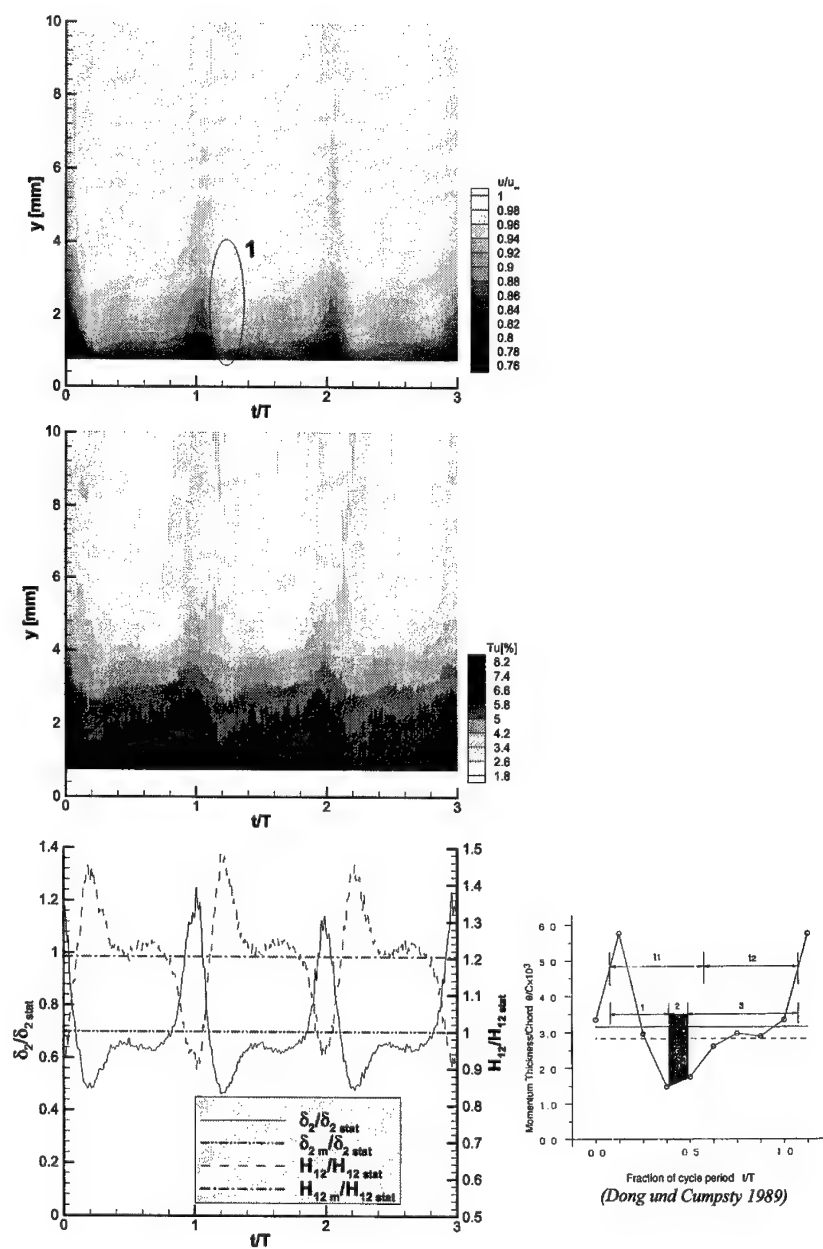 10
8
6
4
2
0
y [mm]
1
0 1 2 3
t/T
u/u∞
1
0.98
0.96
0.94
0.92
0.9
0.88
0.86
0.84
0.82
0.8
0.78
0.76
10
8
6
4
2
0
y [mm]
0 1 2 3
t/T
Tu[%]
8.2
7.4
6.6
5.8
5
4.2
3.4
2.6
1.8
1.4
1.2
1
0.8
0.6
0.4
0.2
0
δ2/δ2 stat
1.5
1.4
1.3
1.2
1.1
1
0.9
0.8
0.7
0.6
0.5
H12/H12 stat
δ2/δ2 stat
δ2 m/δ2 stat
H12/H12 stat
H12 m/H12 stat
0 1 2 3
t/T
6 0
5 0
4 0
3 0
2 0
1 0
0 0
Momentum Thickness/Chord θ/C×10³
t1 t2
1 2 3
0 0 0 5 1 0
Fraction of cycle period t/T
(Dong und Cumpsty 1989)